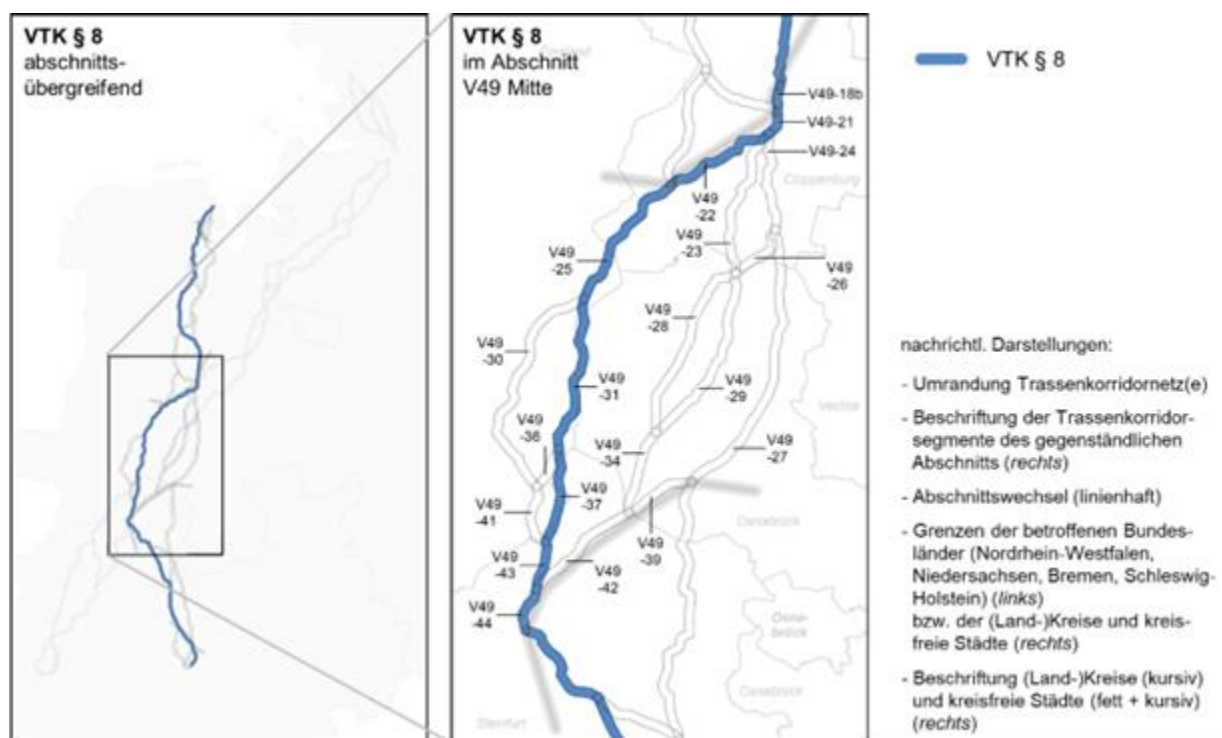 VTK § 8
abschnitts-
übergreifend
VTK § 8
im Abschnitt
V49 Mitte
Emsland
V49-18b
V49-21
V49-24
Cloppenburg
V49
-22
V49
-23
V49
-25
V49
-26
V49
-28
V49
-30
V49
-31
V49
-29
Vechta
V49
-36
V49
-34
V49
-27
V49
-37
V49
-41
Osnabrück
V49
-39
V49
-43
V49
-42
V49
-44
Osna-
brück
Osnabrück
Steinfurt
VTK § 8
nachrichtl. Darstellungen:
- Umrandung Trassenkorridornetz(e)
- Beschriftung der Trassenkorridor-
segmente des gegenständlichen
Abschnitts (rechts)
- Abschnittswechsel (linienhaft)
- Grenzen der betroffenen Bundes-
länder (Nordrhein-Westfalen,
Niedersachsen, Bremen, Schleswig-
Holstein) (links)
bzw. der (Land-)Kreise und kreis-
freie Städte (rechts)
- Beschriftung (Land-)Kreise (kursiv)
und kreisfreie Städte (fett + kursiv)
(rechts)